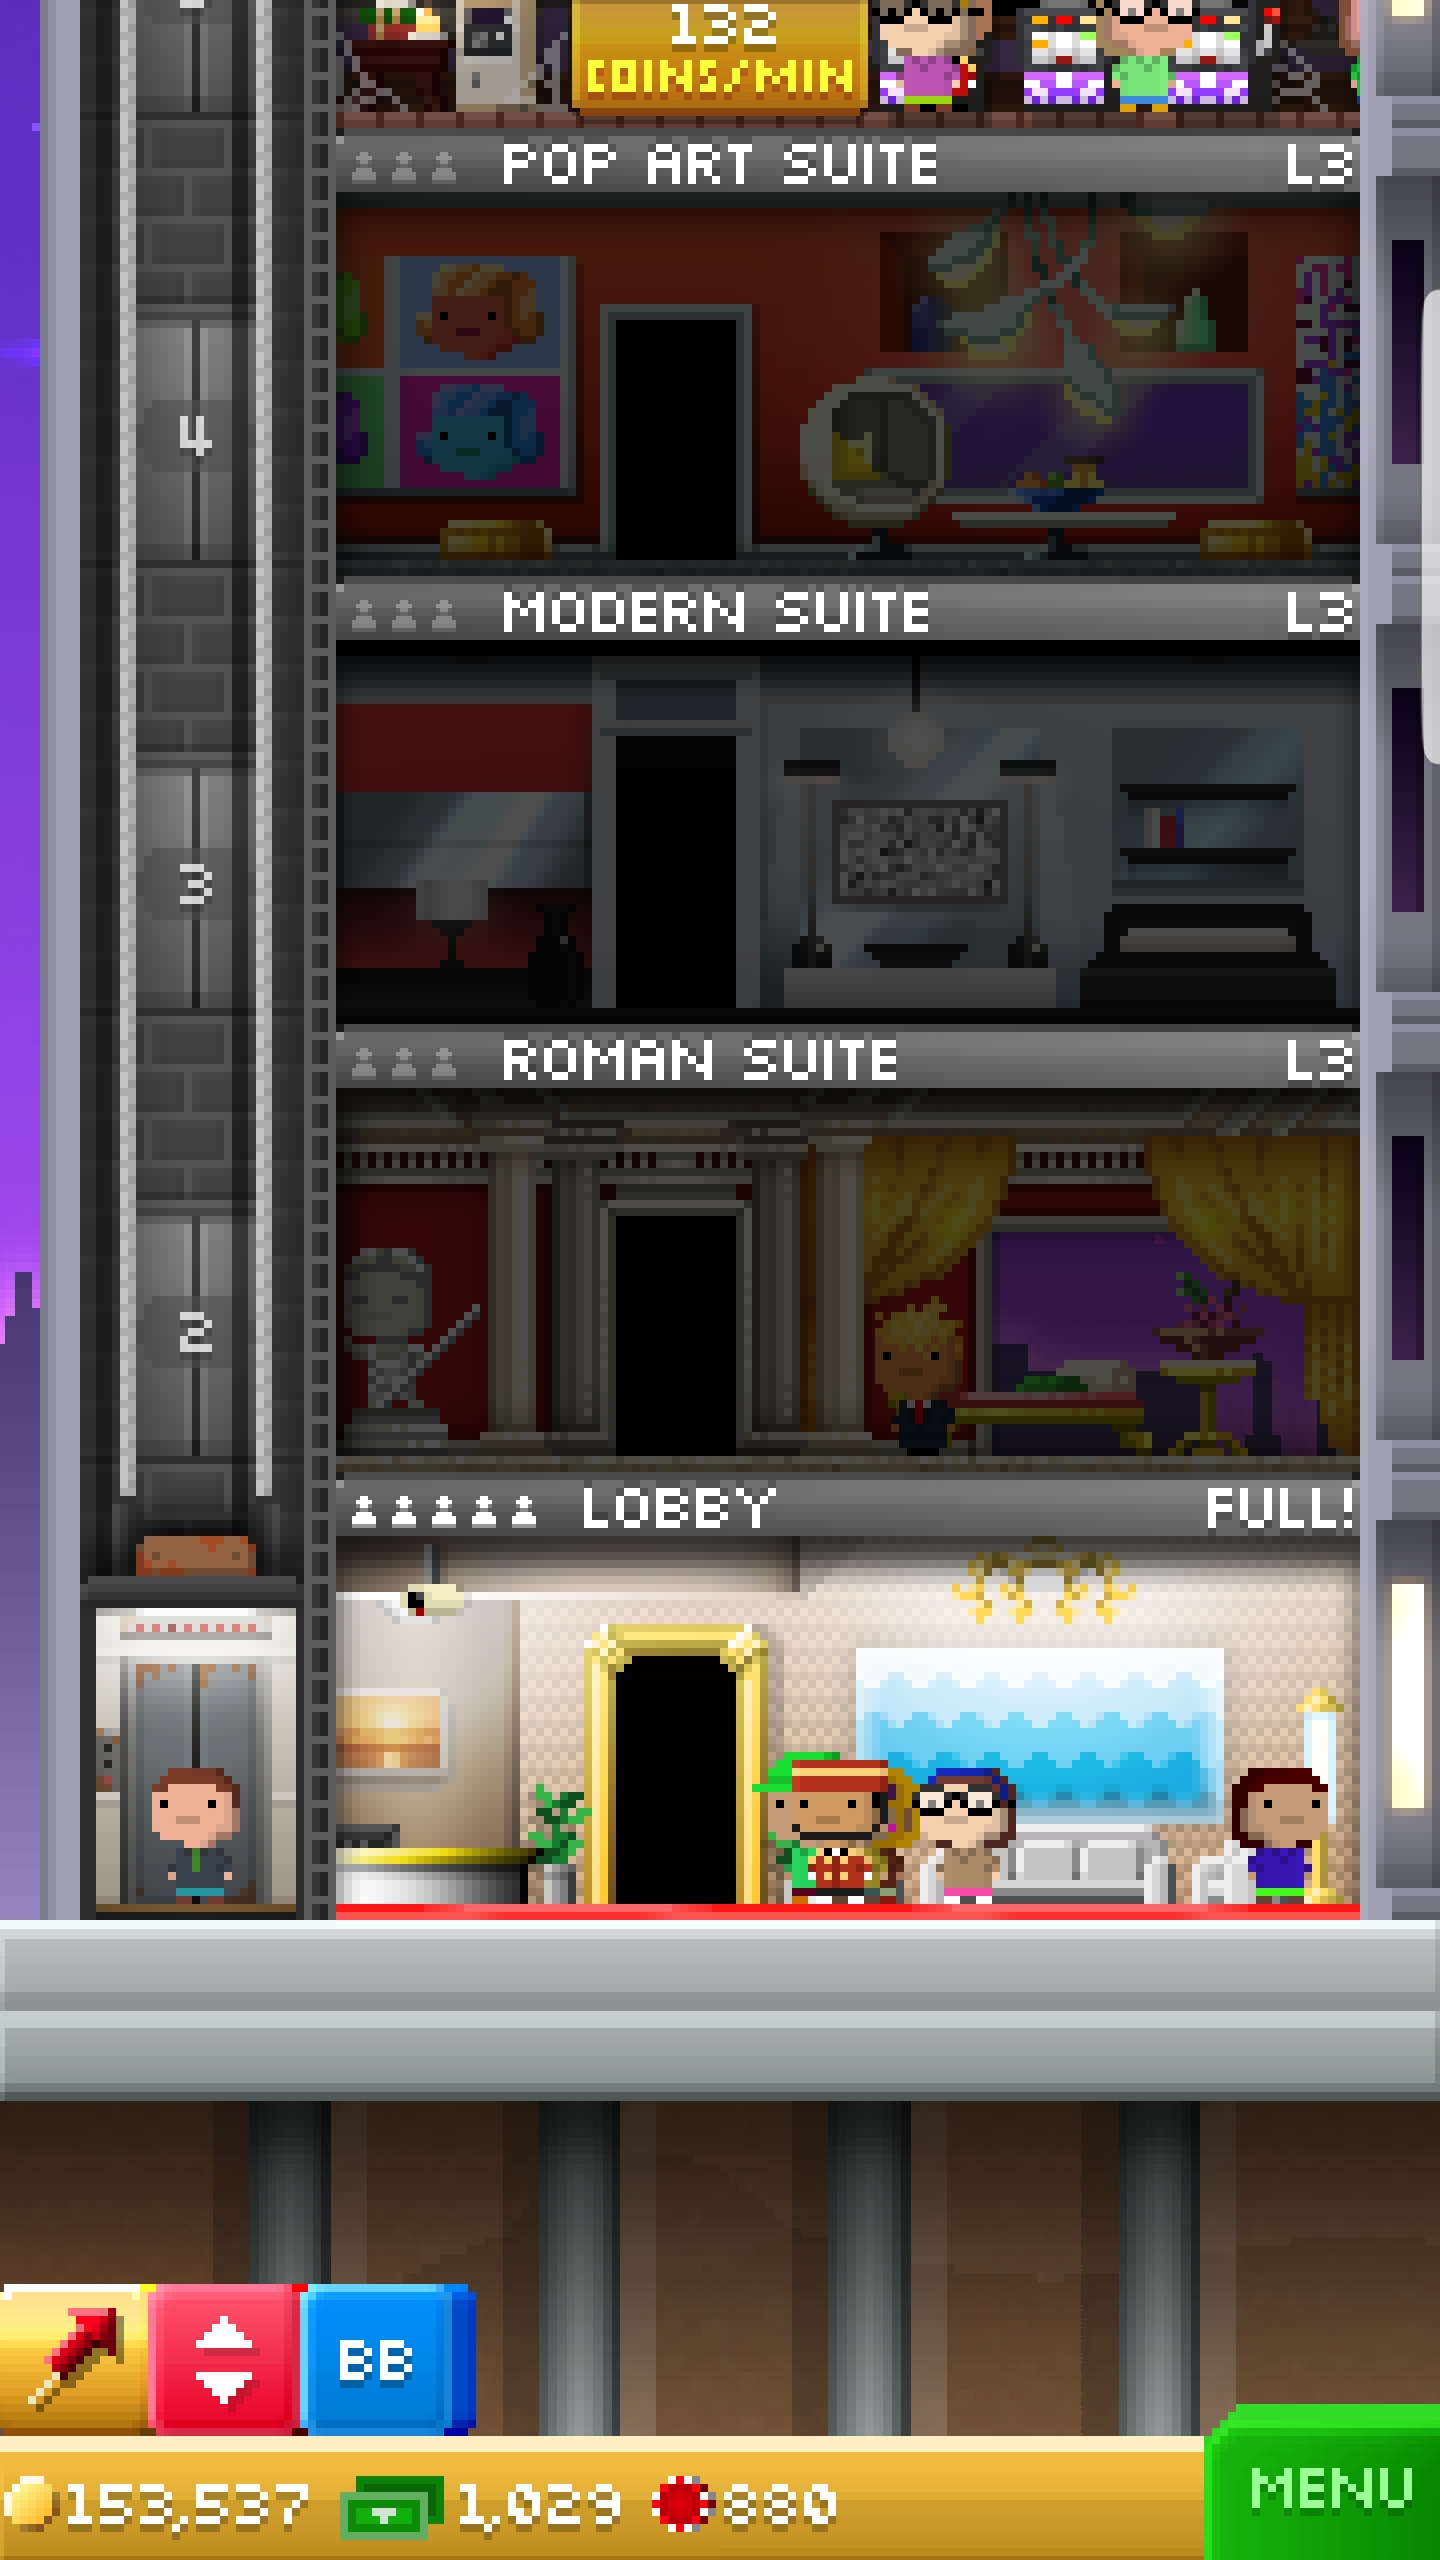 132
COINS/MIN
POP ART SUITE L3
4
MODERN SUITE L3
3
ROMAN SUITE L3
2
LOBBY FULL!
BB
153,537 1,029 880
MENU